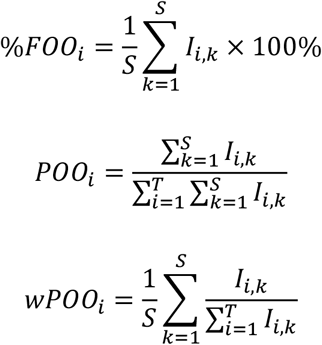 %FOO_i = \frac{1}{S} \sum_{k=1}^{S} I_{i,k} × 100%
POO_i = \frac{\sum_{k=1}^{S} I_{i,k}}{\sum_{i=1}^{T} \sum_{k=1}^{S} I_{i,k}}
wPOO_i = \frac{1}{S} \sum_{k=1}^{S} \frac{I_{i,k}}{\sum_{i=1}^{T} I_{i,k}}